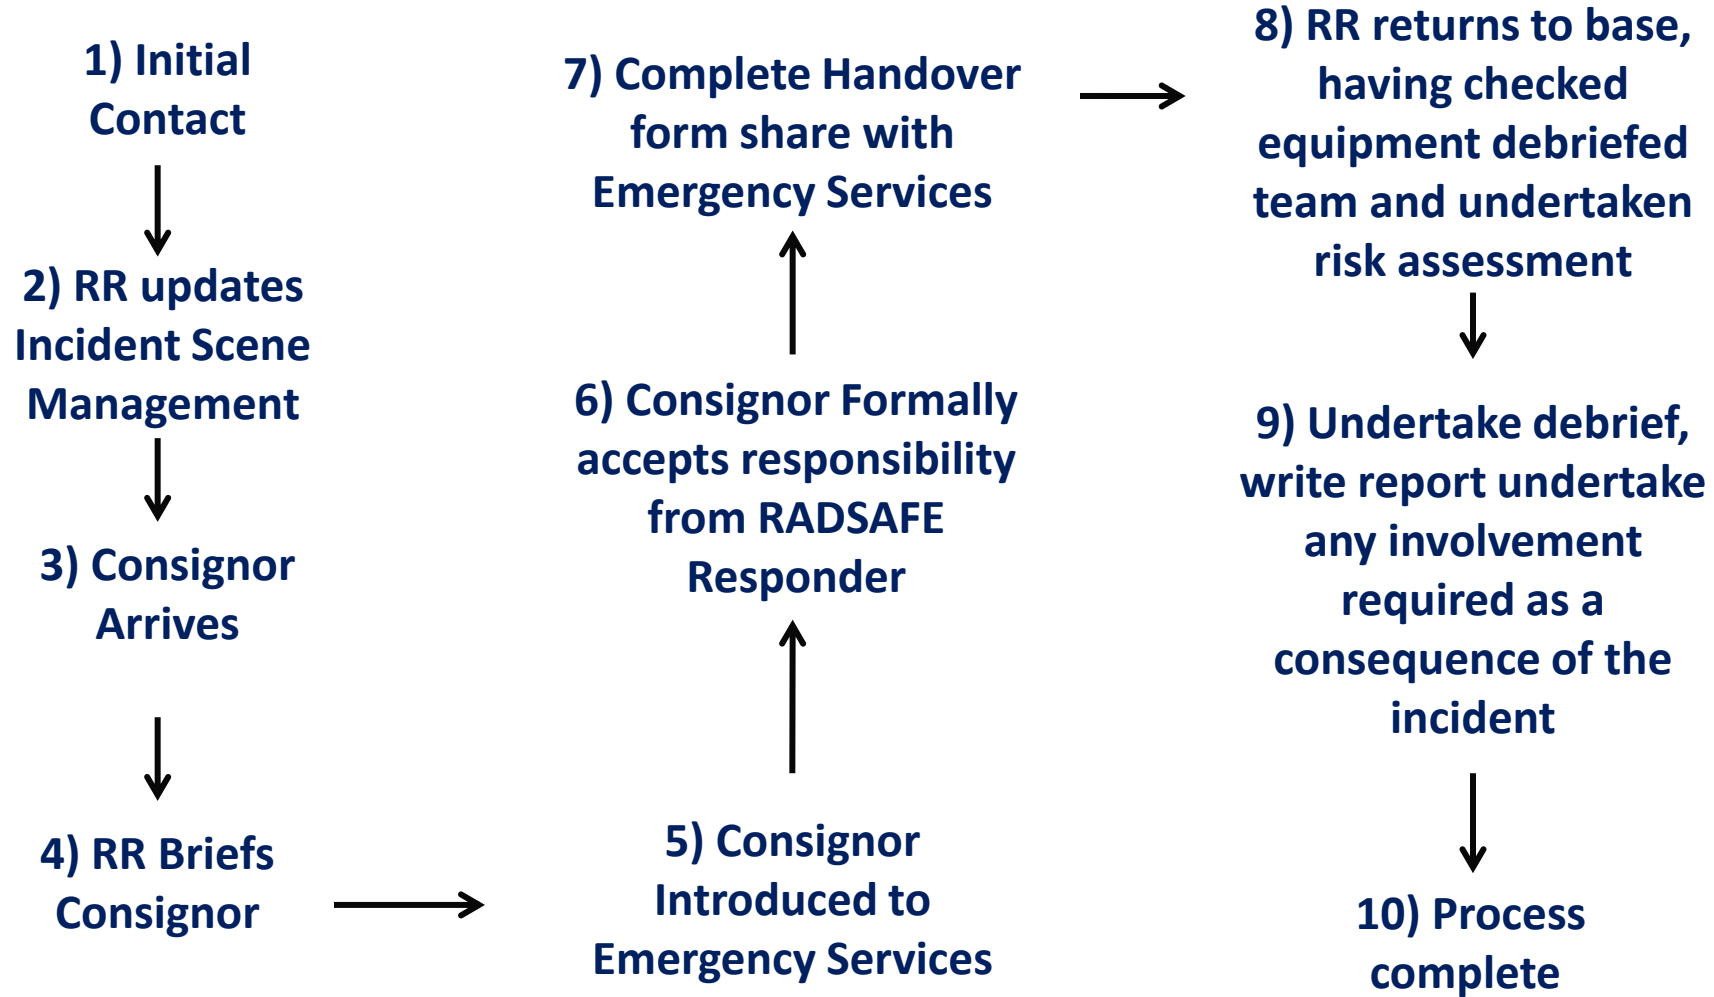 1) Initial
Contact
2) RR updates
Incident Scene
Management
3) Consignor
Arrives
4) RR Briefs
Consignor
5) Consignor
Introduced to
Emergency Services
6) Consignor Formally
accepts responsibility
from RADSAFE
Responder
7) Complete Handover
form share with
Emergency Services
8) RR returns to base,
having checked
equipment debriefed
team and undertaken
risk assessment
9) Undertake debrief,
write report undertake
any involvement
required as a
consequence of the
incident
10) Process
complete